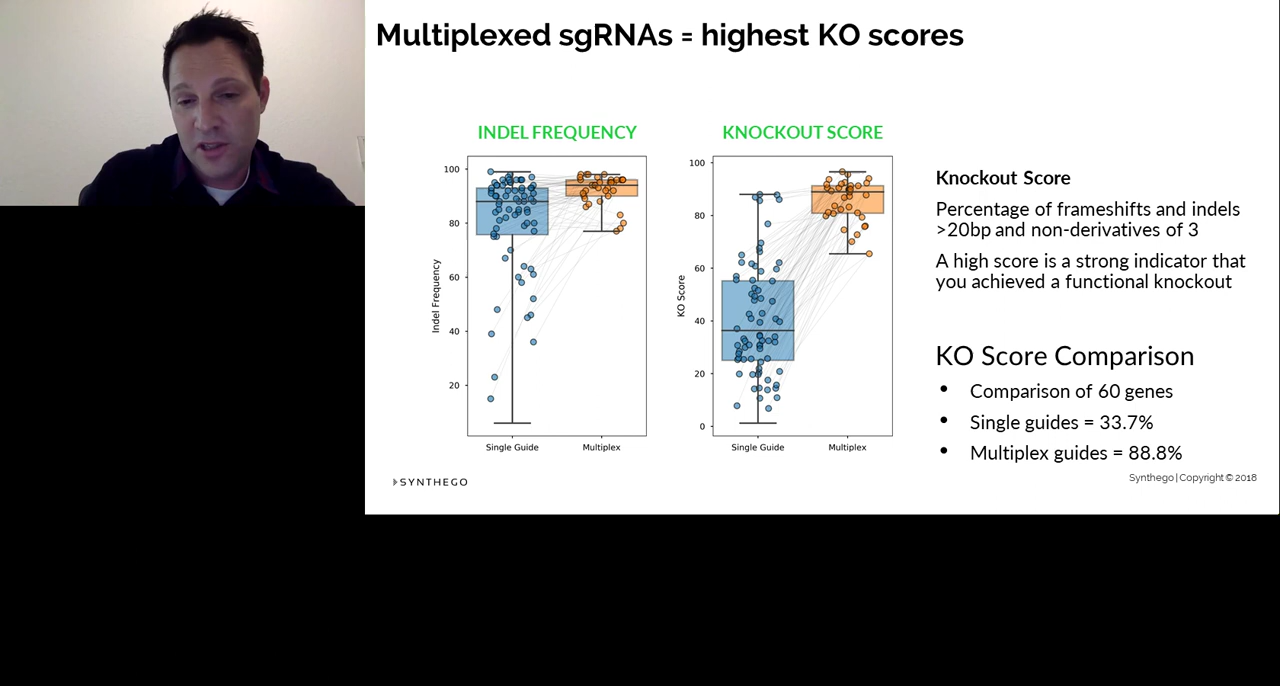 Multiplexed sgRNAs = highest KO scores
INDEL FREQUENCY
100
80
60
40
20
Indel Frequency
Single Guide
Multiplex
KNOCKOUT SCORE
100
80
60
40
20
0
KO Score
Single Guide
Multiplex
Knockout Score
Percentage of frameshifts and indels
>20bp and non-derivatives of 3
A high score is a strong indicator that
you achieved a functional knockout
KO Score Comparison
• Comparison of 60 genes
• Single guides = 33.7%
• Multiplex guides = 88.8%
SYNTHEGO
Synthego | Copyright © 2018